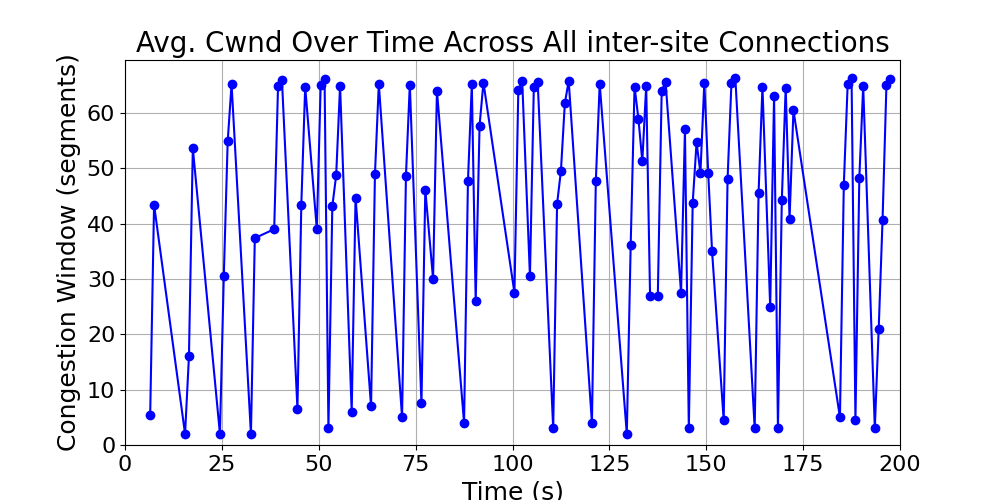 Avg. Cwnd Over Time Across All inter-site Connections
Congestion Window (segments)
60
50
40
30
20
10
0
0 25 50 75 100 125 150 175 200
Time (s)